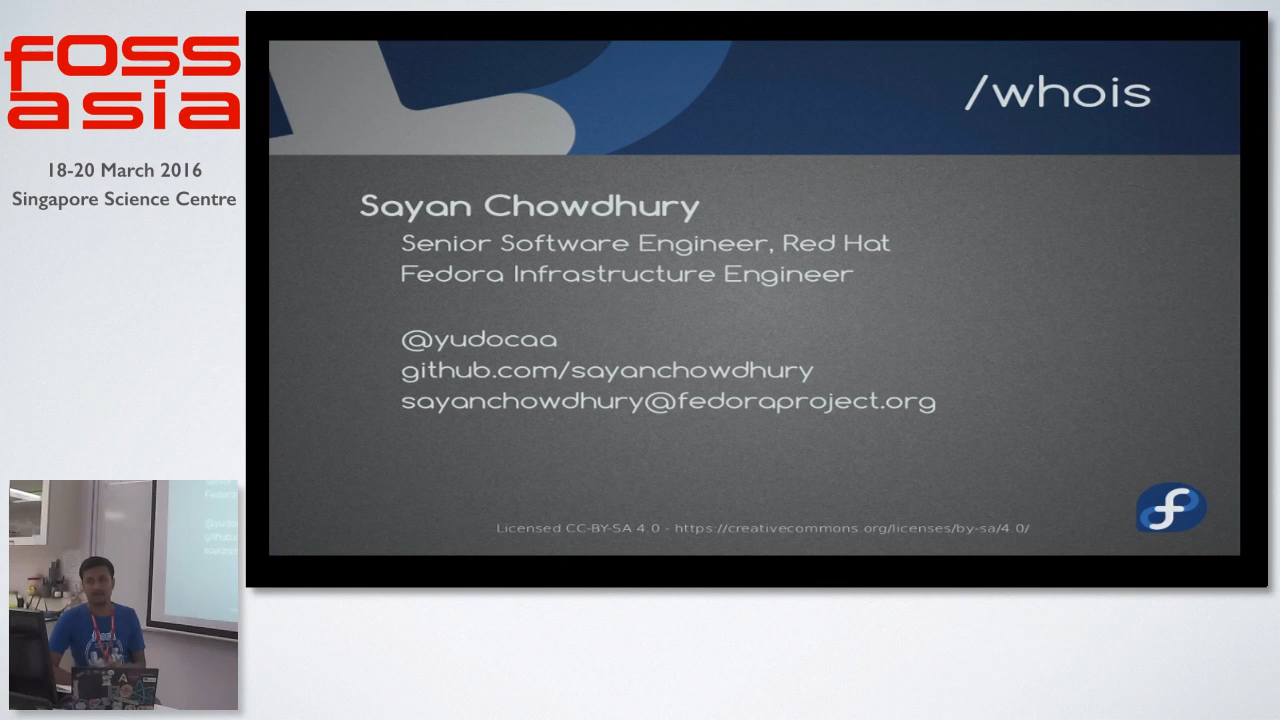 foss
asia
18-20 March 2016
Singapore Science Centre
/whois
Sayan Chowdhury
Senior Software Engineer, Red Hat
Fedora Infrastructure Engineer
@yudocaa
github.com/sayanchowdhury
sayanchowdhury@fedoraproject.org
Licensed CC-BY-SA 4.0 - https://creativecommons.org/licenses/by-sa/4.0/